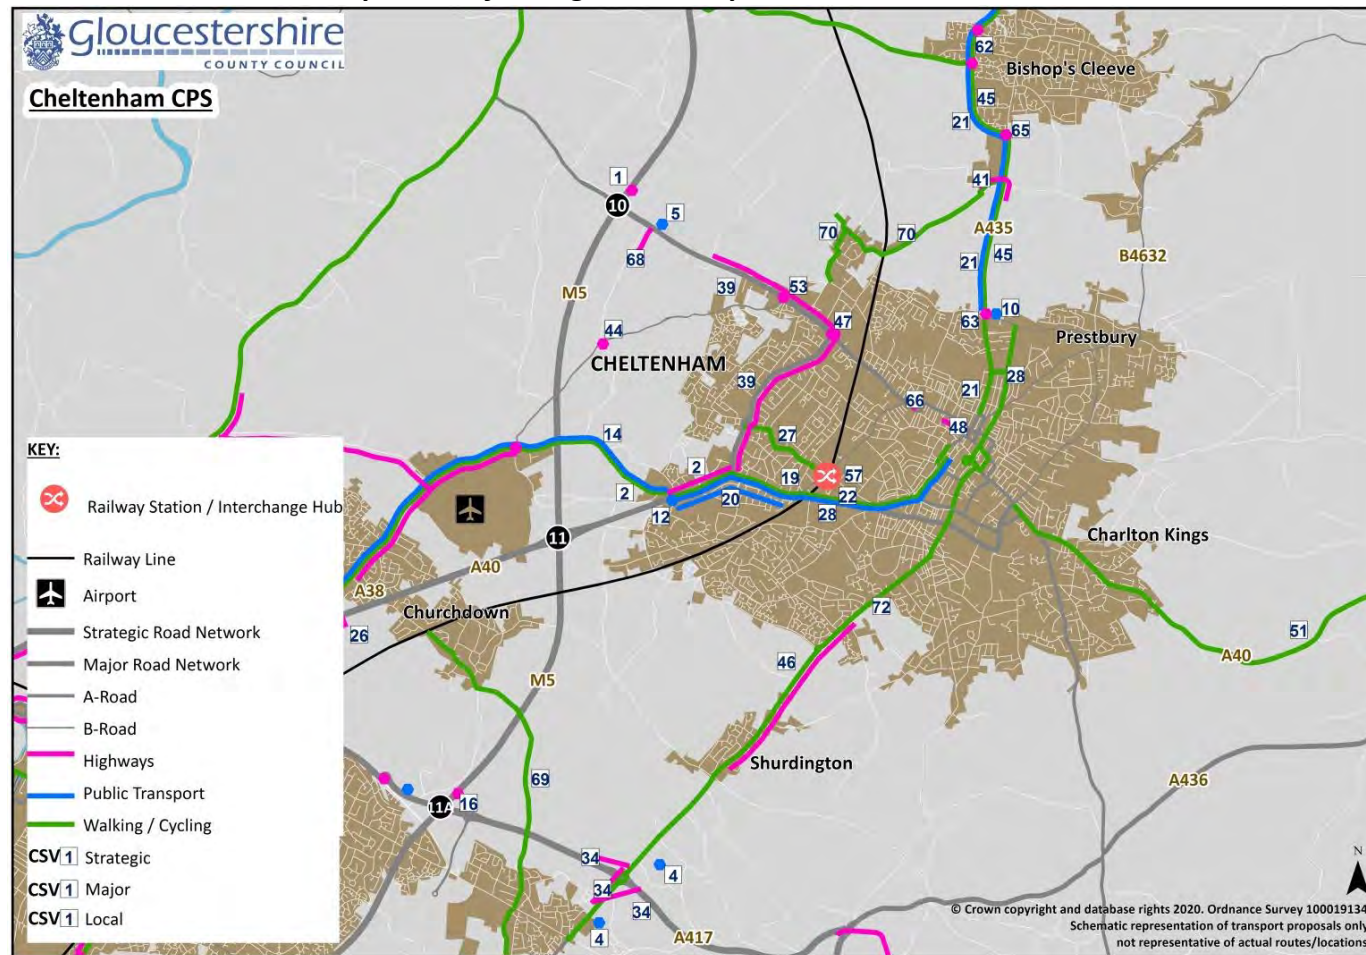 Gloucestershire
COUNTY COUNCIL
Cheltenham CPS
62
Bishop's Cleeve
45
21
65
1
10
5
41
70
70
A435
68
B4632
M5
39
53
21
45
63
10
44
47
Prestbury
CHELTENHAM
39
21
28
66
48
27
14
2
19
57
2
20
22
12
28
11
Charlton Kings
A40
A38
Churchdown
72
26
51
A40
46
M5
Shurdington
69
A436
11A
16
34
4
34
34
4
A417
KEY:
Railway Station / Interchange Hub
Railway Line
Airport
Strategic Road Network
Major Road Network
A-Road
B-Road
Highways
Public Transport
Walking / Cycling
CSV 1 Strategic
CSV 1 Major
CSV 1 Local
N
© Crown copyright and database rights 2020. Ordnance Survey 100019134
Schematic representation of transport proposals only
not representative of actual routes/locations